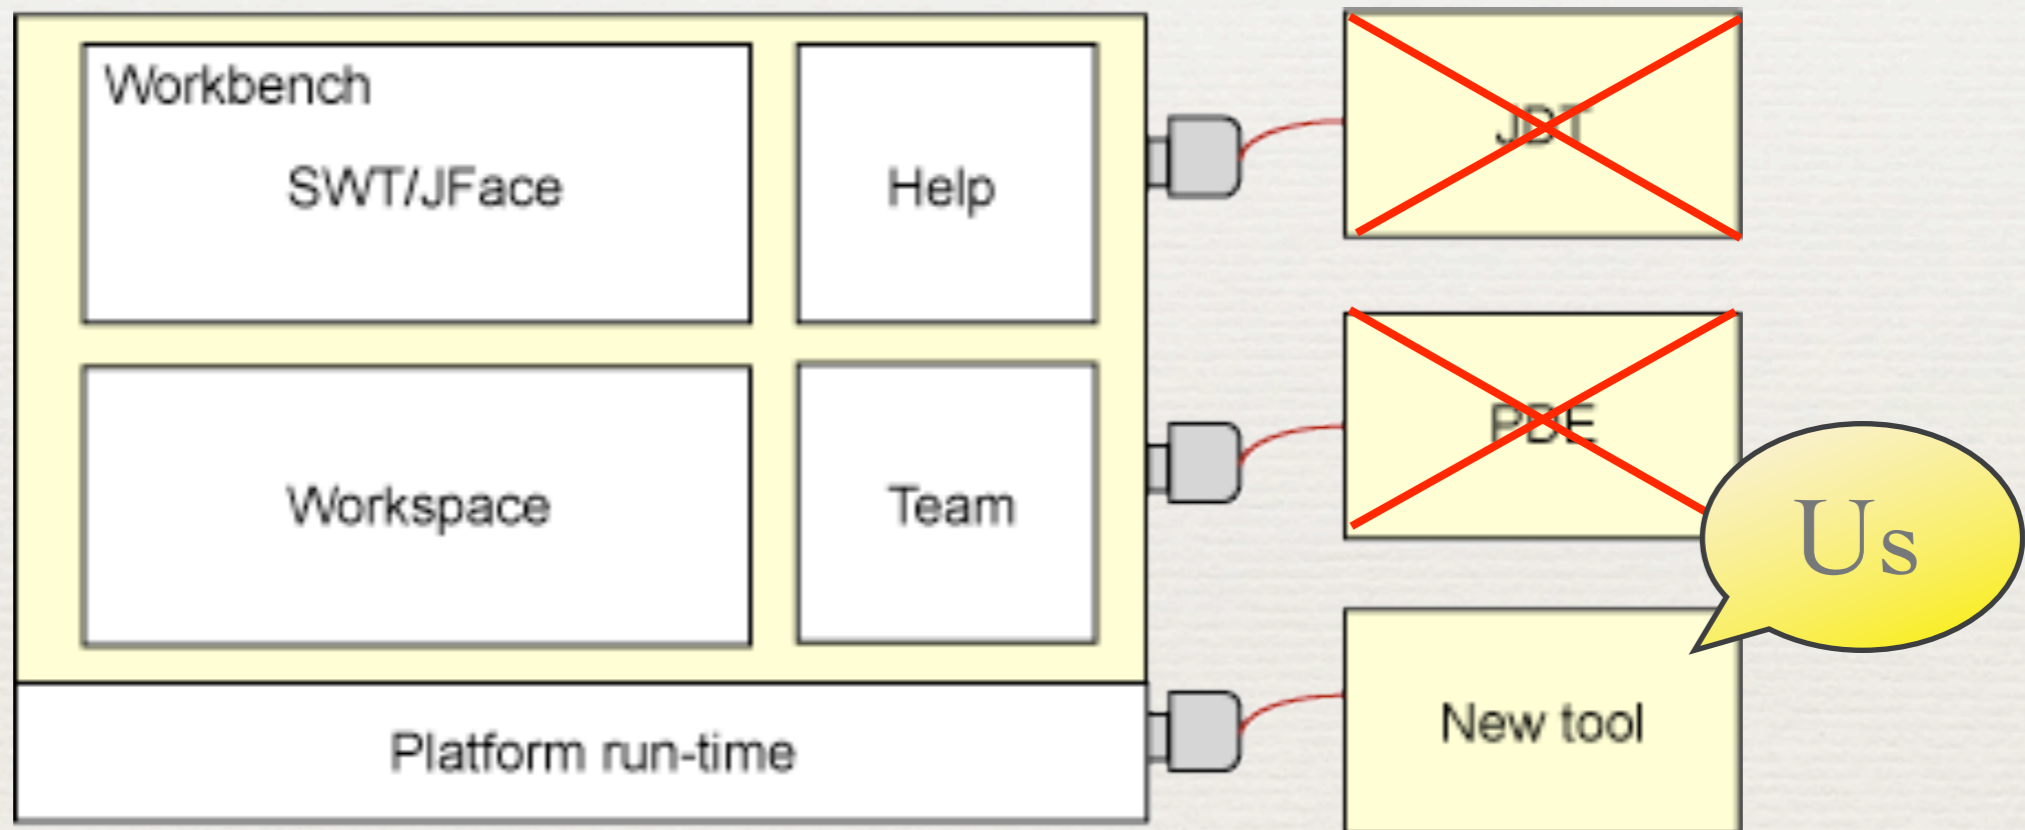 Workbench
SWT/JFace
Help
Workspace
Team
Platform run-time
JDT
PDE
Us
New tool